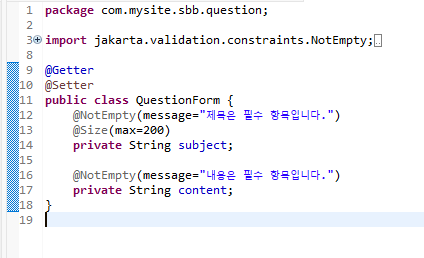 1 package com.mysite.sbb.question;
2
3 import jakarta.validation.constraints.NotEmpty;
8
9 @Getter
10 @Setter
11 public class QuestionForm {
12 @NotEmpty(message="제목은 필수 항목입니다.")
13 @Size(max=200)
14 private String subject;
15
16 @NotEmpty(message="내용은 필수 항목입니다.")
17 private String content;
18 }
19